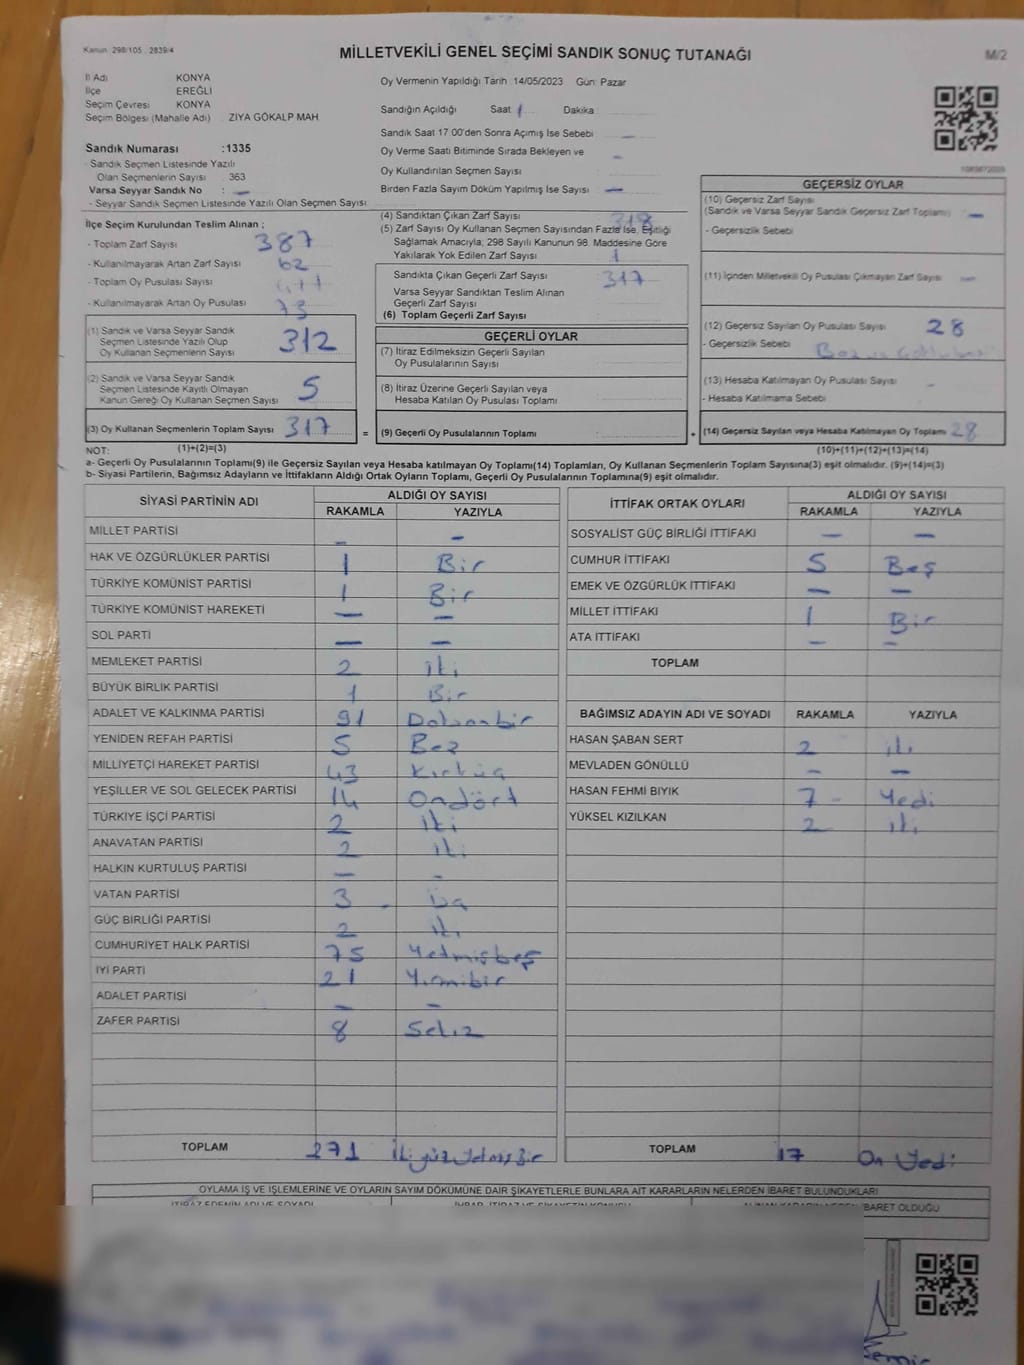 Kanun: 298/105, 2839/4
MİLLETVEKİLİ GENEL SEÇİMİ SANDIK SONUÇ TUTANAĞI
M/2
İl Adı KONYA
İlçe EREĞLİ
Seçim Çevresi KONYA
Seçim Bölgesi (Mahalle Adı) ZİYA GÖKALP MAH.
Sandık Numarası :1335
- Sandık Seçmen Listesinde Yazılı
Olan Seçmenlerin Sayısı 363
Varsa Seyyar Sandık No : —
- Seyyar Sandık Seçmen Listesinde Yazılı Olan Seçmen Sayısı
Oy Vermenin Yapıldığı Tarih :14/05/2023 Gün: Pazar
Sandığın Açıldığı Saat Dakika
Sandık Saat 17 00'den Sonra Açımış İse Sebebi —
Oy Verme Saati Bitiminde Sırada Bekleyen ve
Oy Kullandırılan Seçmen Sayısı : -
Birden Fazla Sayım Döküm Yapılmış İse Sayısı —
İlçe Seçim Kurulundan Teslim Alınan ;
- Toplam Zarf Sayısı 387
- Kullanılmayarak Artan Zarf Sayısı 62
- Toplam Oy Pusulası Sayısı
- Kullanılmayarak Artan Oy Pusulası 73
(1) Sandık ve Varsa Seyyar Sandık
Seçmen Listesinde Yazılı Olup
Oy Kullanan Seçmenlerin Sayısı 312
(2) Sandık ve Varsa Seyyar Sandık
Seçmen Listesinde Kayıtlı Olmayan
Kanun Gereği Oy Kullanan Seçmen Sayısı 5
(3) Oy Kullanan Seçmenlerin Toplam Sayısı 317 =
(4) Sandıktan Çıkan Zarf Sayısı 318
(5) Zarf Sayısı Oy Kullanan Seçmen Sayısından Fazla İse, Eşitliği
Sağlamak Amacıyla; 298 Sayılı Kanunun 98. Maddesine Göre
Yakılarak Yok Edilen Zarf Sayısı 1
Sandıkta Çıkan Geçerli Zarf Sayısı 317
Varsa Seyyar Sandıktan Teslim Alınan
Geçerli Zarf Sayısı
(6) Toplam Geçerli Zarf Sayısı
GEÇERLİ OYLAR
(7) İtiraz Edilmeksizin Geçerli Sayılan
Oy Pusulalarının Sayısı
(8) İtiraz Üzerine Geçerli Sayılan veya
Hesaba Katılan Oy Pusulası Toplamı
(9) Geçerli Oy Pusulalarının Toplamı +
GEÇERSİZ OYLAR
(10) Geçersiz Zarf Sayısı
(Sandık ve Varsa Seyyar Sandık Geçersiz Zarf Toplamı) —
- Geçersizlik Sebebi
(11) İçinden Milletvekili Oy Pusulası Çıkmayan Zarf Sayısı —
(12) Geçersiz Sayılan Oy Pusulası Sayısı 28
- Geçersizlik Sebebi
(13) Hesaba Katılmayan Oy Pusulası Sayısı -
- Hesaba Katılmama Sebebi
(14) Geçersiz Sayılan veya Hesaba Katılmayan Oy Toplamı 28
NOT: (1)+(2)=(3) (10)+(11)+(12)+(13)=(14)
a- Geçerli Oy Pusulalarının Toplamı(9) ile Geçersiz Sayılan veya Hesaba katılmayan Oy Toplamı(14) Toplamları, Oy Kullanan Seçmenlerin Toplam Sayısına(3) eşit olmalıdır. (9)+(14)=(3)
b- Siyasi Partilerin, Bağımsız Adayların ve İttifakların Aldığı Ortak Oyların Toplamı, Geçerli Oy Pusulalarının Toplamına(9) eşit olmalıdır.
SİYASİ PARTİNİN ADI ALDIĞI OY SAYISI
RAKAMLA YAZIYLA
MİLLET PARTİSİ - -
HAK VE ÖZGÜRLÜKLER PARTİSİ 1 Bir
TÜRKİYE KOMÜNİST PARTİSİ 1 Bir
TÜRKİYE KOMÜNİST HAREKETİ — —
SOL PARTİ — —
MEMLEKET PARTİSİ 2 iki
BÜYÜK BİRLİK PARTİSİ 1 Bir
ADALET VE KALKINMA PARTİSİ 91 Doksanbir
YENİDEN REFAH PARTİSİ 5 Beş
MİLLİYETÇİ HAREKET PARTİSİ 43 Kırküç
YEŞİLLER VE SOL GELECEK PARTİSİ 14 Ondört
TÜRKİYE İŞÇİ PARTİSİ 2 iki
ANAVATAN PARTİSİ 2 iki
HALKIN KURTULUŞ PARTİSİ — -
VATAN PARTİSİ 3 Üç
GÜÇ BİRLİĞİ PARTİSİ 2 iki
CUMHURİYET HALK PARTİSİ 75 Yetmişbeş
İYİ PARTİ 21 Yirmibir
ADALET PARTİSİ — —
ZAFER PARTİSİ 8 Sekiz
TOPLAM 271 İkiyüzyetmişbir
İTTİFAK ORTAK OYLARI ALDIĞI OY SAYISI
RAKAMLA YAZIYLA
SOSYALİST GÜÇ BİRLİĞİ İTTİFAKI — —
CUMHUR İTTİFAKI 5 Beş
EMEK VE ÖZGÜRLÜK İTTİFAKI — —
MİLLET İTTİFAKI 1 Bir
ATA İTTİFAKI — —
TOPLAM
BAĞIMSIZ ADAYIN ADI VE SOYADI RAKAMLA YAZIYLA
HASAN ŞABAN SERT 2 iki
MEVLADEN GÖNÜLLÜ — —
HASAN FEHMİ BIYIK 7 Yedi
YÜKSEL KIZILKAN 2 iki
TOPLAM 17 On Yedi
OYLAMA İŞ VE İŞLEMLERİNE VE OYLARIN SAYIM DÖKÜMÜNE DAİR ŞİKAYETLERLE BUNLARA AİT KARARLARIN NELERDEN İBARET BULUNDUKLARI
İBARET OLDUĞU